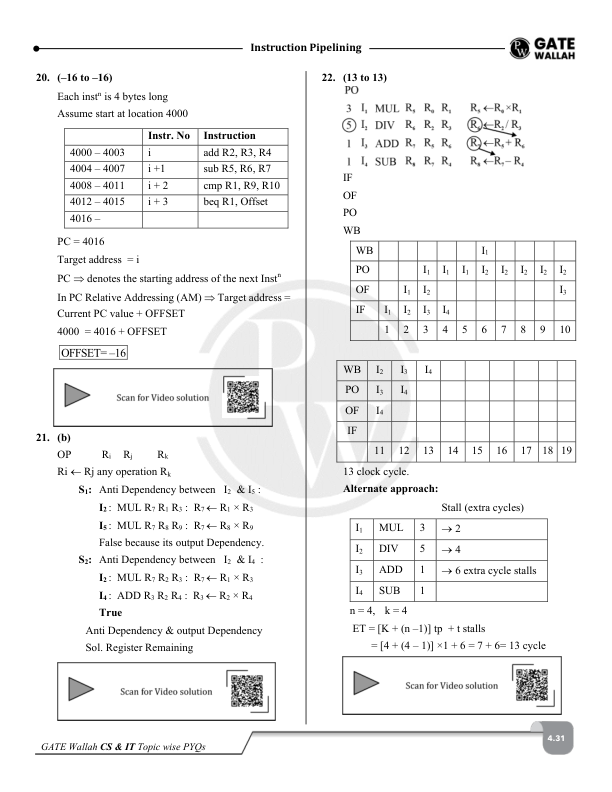 Instruction Pipelining
GATE
WALLAH
20. (–16 to –16)
Each instⁿ is 4 bytes long
Assume start at location 4000
Instr. No Instruction
4000 – 4003 i add R2, R3, R4
4004 – 4007 i +1 sub R5, R6, R7
4008 – 4011 i + 2 cmp R1, R9, R10
4012 – 4015 i + 3 beq R1, Offset
4016 –
PC = 4016
Target address = i
PC ⇒ denotes the starting address of the next Instⁿ
In PC Relative Addressing (AM) ⇒ Target address =
Current PC value + OFFSET
4000 = 4016 + OFFSET
OFFSET= –16
Scan for Video solution
21. (b)
OP Rᵢ Rⱼ Rₖ
Ri ← Rj any operation Rₖ
S₁: Anti Dependency between I₂ & I₅ :
I₂ : MUL R₇ R₁ R₃ : R₇ ← R₁ × R₃
I₅ : MUL R₇ R₈ R₉ : R₇ ← R₈ × R₉
False because its output Dependency.
S₂: Anti Dependency between I₂ & I₄ :
I₂ : MUL R₇ R₂ R₃ : R₇ ← R₁ × R₃
I₄ : ADD R₃ R₂ R₄ : R₃ ← R₂ × R₄
True
Anti Dependency & output Dependency
Sol. Register Remaining
Scan for Video solution
22. (13 to 13)
PO
3 I₁ MUL R₅ R₀ R₁ R₅ ←R₀×R₁
5 I₂ DIV R₆ R₂ R₃ R₆ ←R₂/ R₃
1 I₃ ADD R₇ R₅ R₆ R₇ ←R₅+ R₆
1 I₄ SUB R₈ R₇ R₄ R₈ ←R₇– R₄
IF
OF
PO
WB
WB I₁
PO I₁ I₁ I₁ I₂ I₂ I₂ I₂ I₂
OF I₁ I₂ I₃
IF I₁ I₂ I₃ I₄
1 2 3 4 5 6 7 8 9 10
WB I₂ I₃ I₄
PO I₃ I₄
OF I₄
IF
11 12 13 14 15 16 17 18 19
13 clock cycle.
Alternate approach:
Stall (extra cycles)
I₁ MUL 3 → 2
I₂ DIV 5 → 4
I₃ ADD 1 → 6 extra cycle stalls
I₄ SUB 1
n = 4, k = 4
ET = [K + (n –1)] tp + t stalls
= [4 + (4 – 1)] ×1 + 6 = 7 + 6= 13 cycle
Scan for Video solution
GATE Wallah CS & IT Topic wise PYQs
4.31